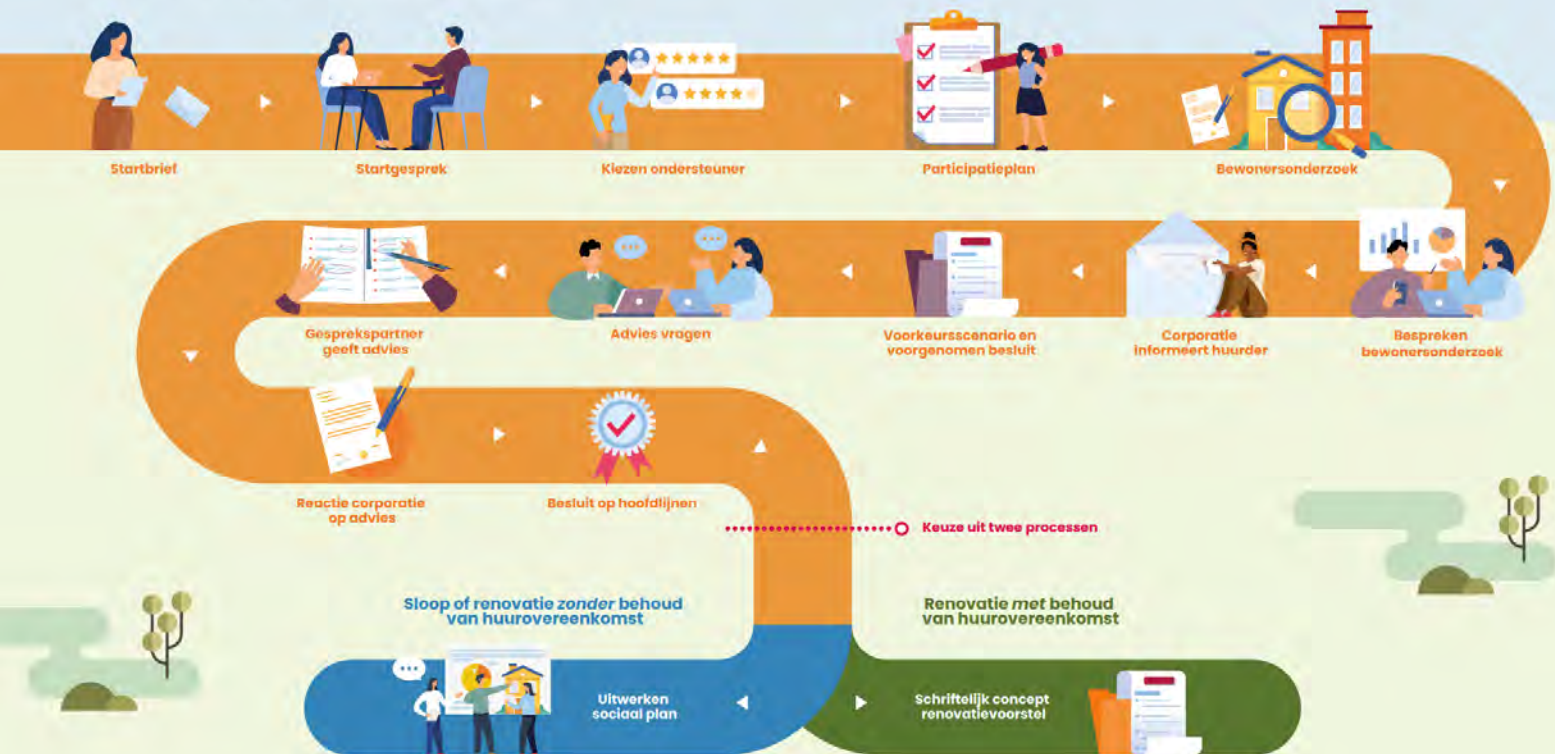 Startbrief
Startgesprek
Kiezen ondersteuner
Participatieplan
Bewonersonderzoek
Bespreken
bewonersonderzoek
Corporatie
informeert huurder
Voorkeursscenario en
voorgenomen besluit
Advies vragen
Gesprekspartner
geeft advies
Reactie corporatie
op advies
Besluit op hoofdlijnen
Keuze uit twee processen
Sloop of renovatie zonder behoud
van huurovereenkomst
Renovatie met behoud
van huurovereenkomst
Uitwerken
sociaal plan
Schriftelijk concept
renovatievoorstel